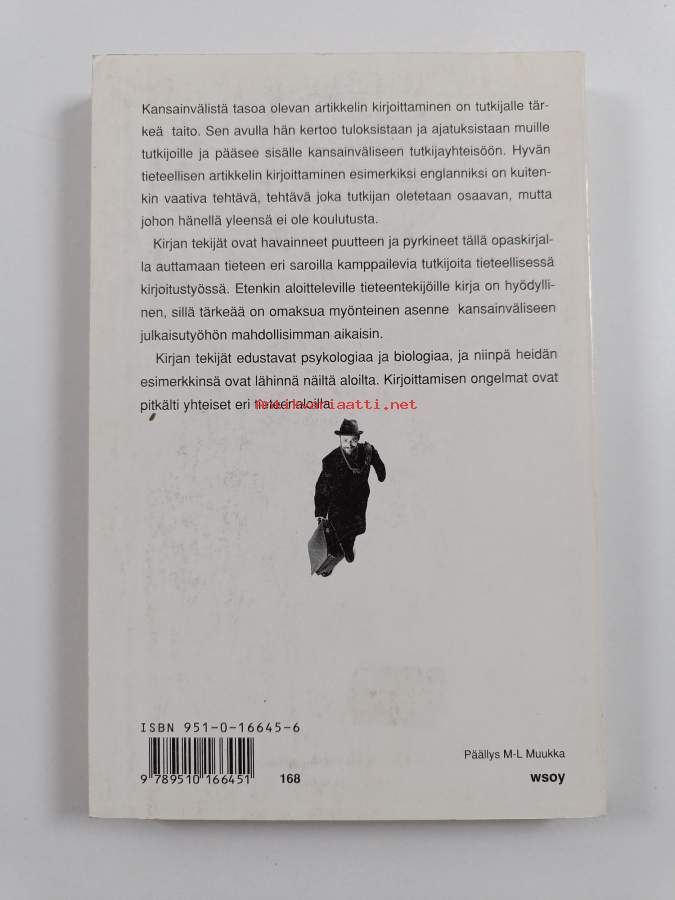 Kansainvälistä tasoa olevan artikkelin kirjoittaminen on tutkijalle tär-
keä taito. Sen avulla hän kertoo tuloksistaan ja ajatuksistaan muille
tutkijoille ja pääsee sisälle kansainväliseen tutkijayhteisöön. Hyvän
tieteellisen artikkelin kirjoittaminen esimerkiksi englanniksi on kuiten-
kin vaativa tehtävä, tehtävä joka tutkijan oletetaan osaavan, mutta
johon hänellä yleensä ei ole koulutusta.
Kirjan tekijät ovat havainneet puutteen ja pyrkineet tällä opaskirjal-
la auttamaan tieteen eri saroilla kamppailevia tutkijoita tieteellisessä
kirjoitustyössä. Etenkin aloitteleville tieteentekijöille kirja on hyödylli-
nen, sillä tärkeää on omaksua myönteinen asenne kansainväliseen
julkaisutyöhön mahdollisimman aikaisin.
Kirjan tekijät edustavat psykologiaa ja biologiaa, ja niinpä heidän
esimerkkinsä ovat lähinnä näiltä aloilta. Kirjoittamisen ongelmat ovat
pitkälti yhteiset eri tieteenaloilla.
Antikvariaatti.net
ISBN 951-0-16645-6
9 789510 166451
168
Päällys M-L Muukka
wsoy